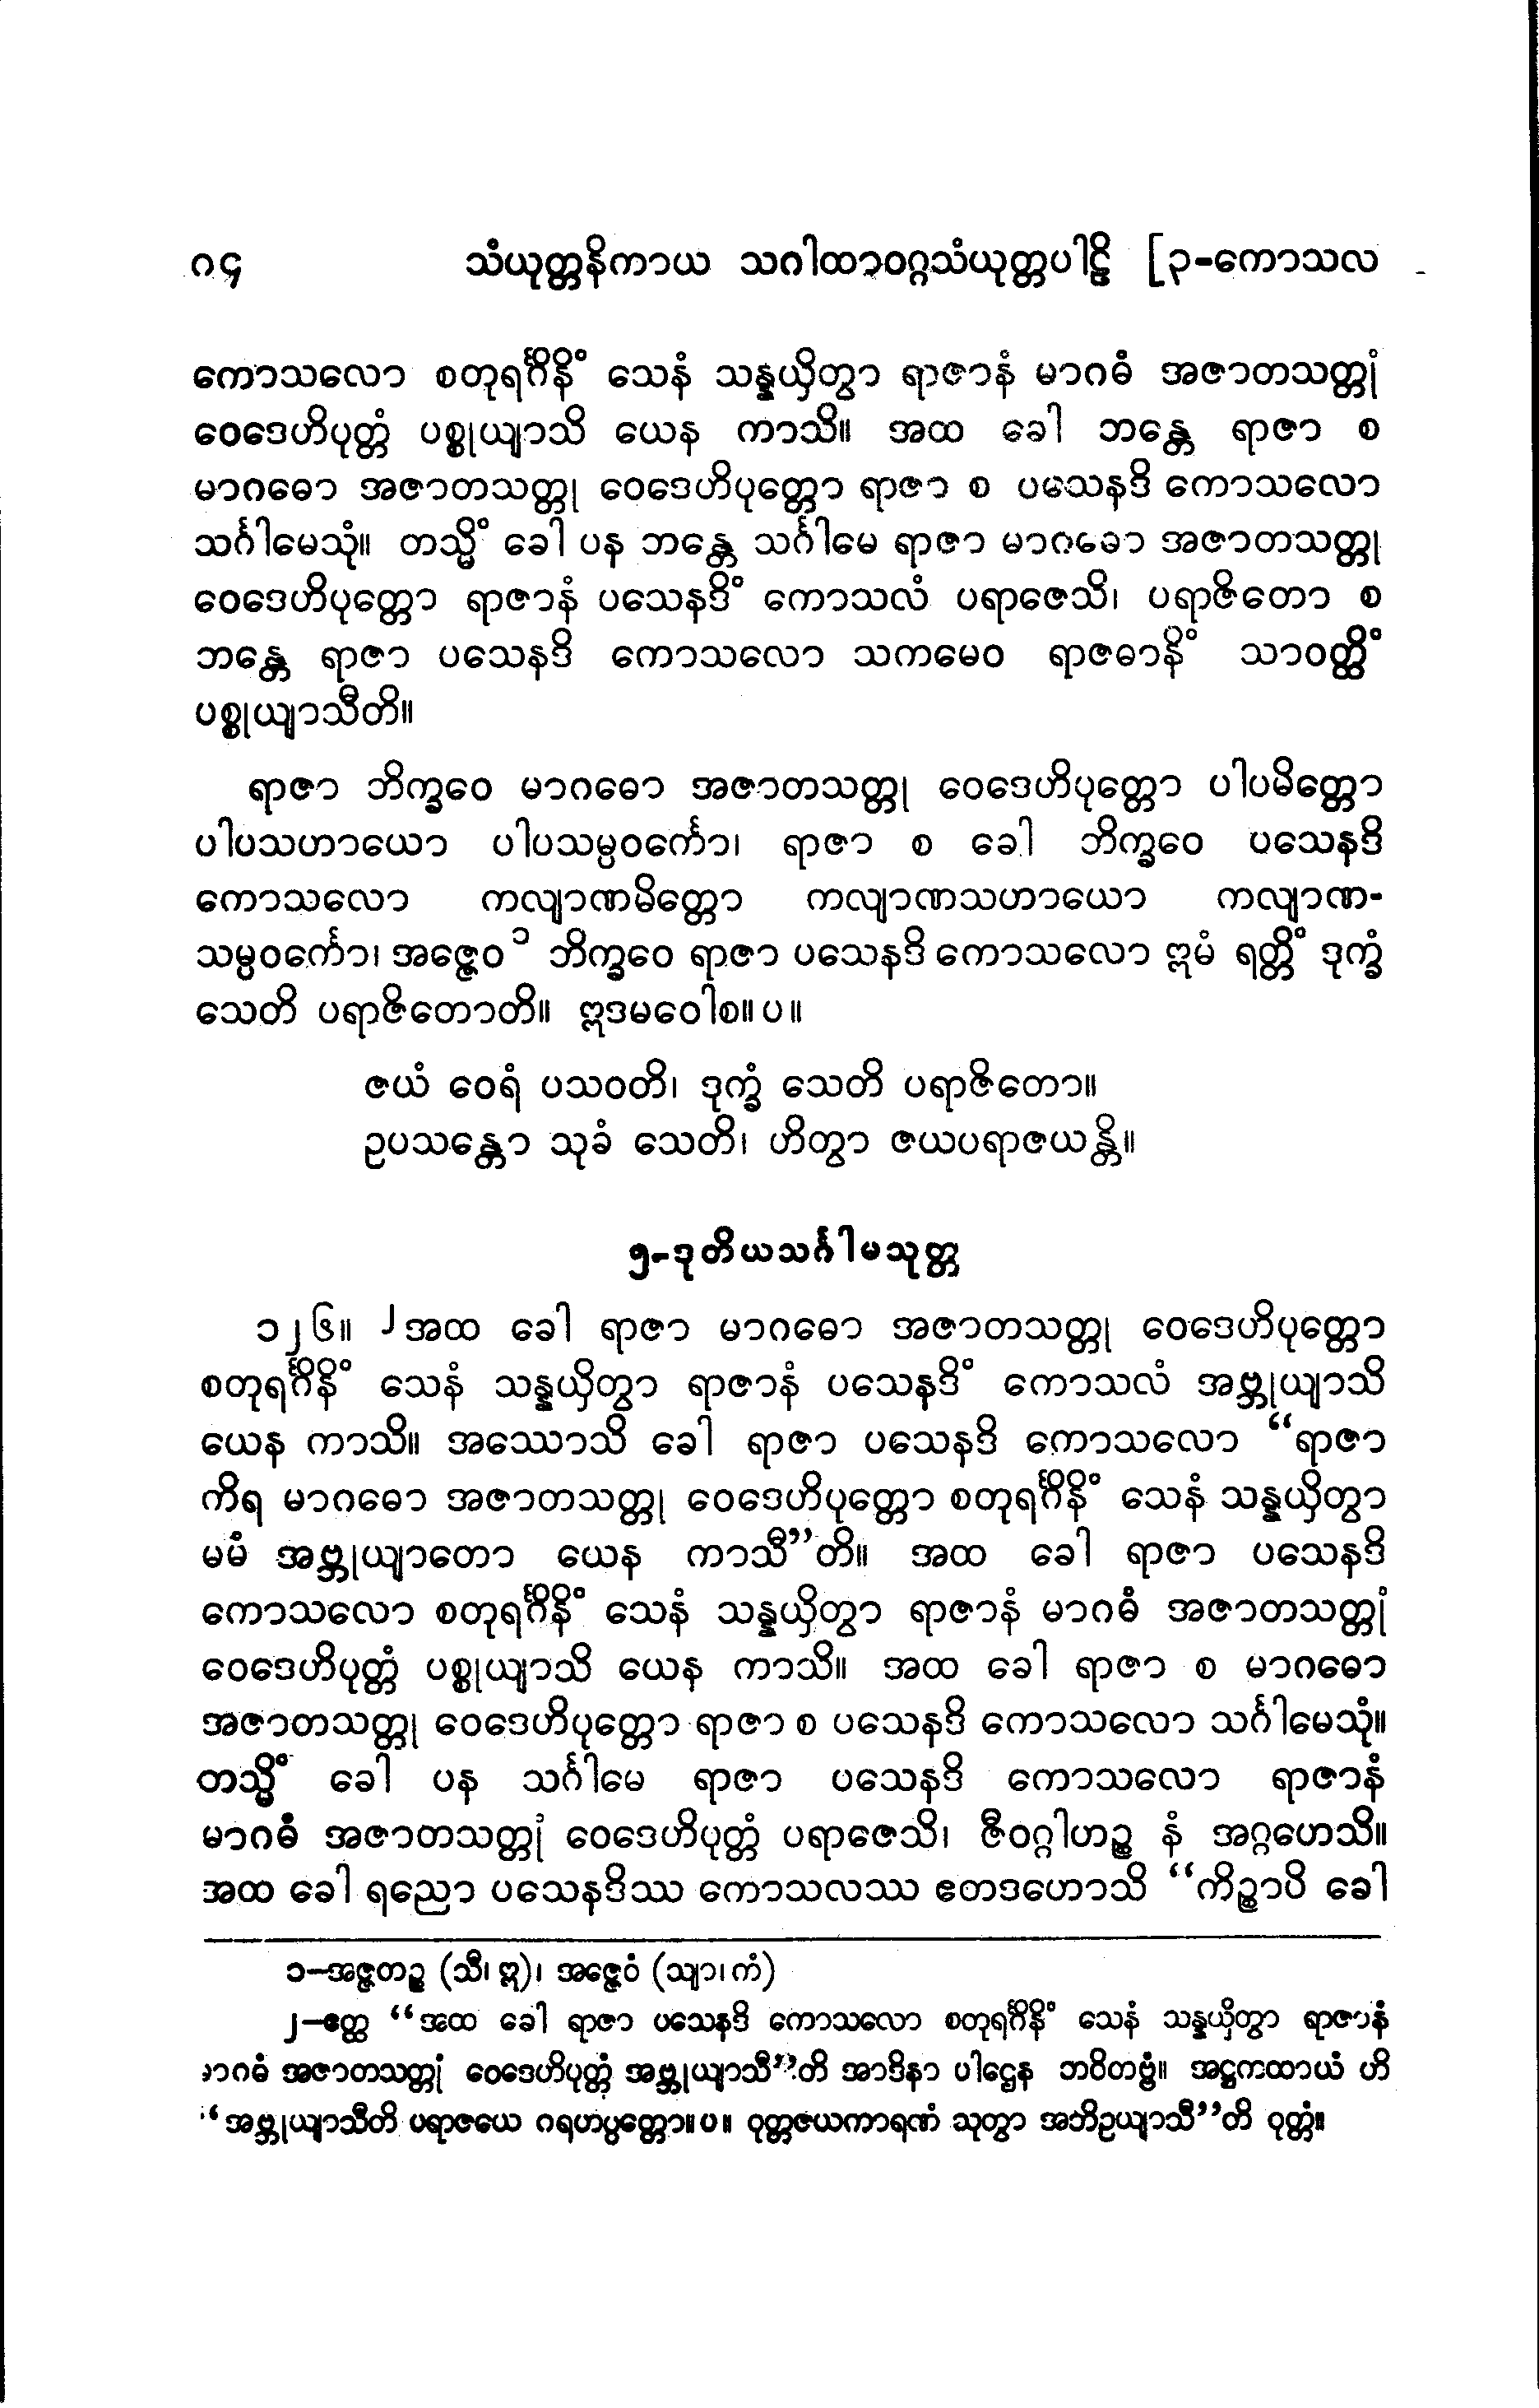 ၈၄ သံယုတ္တနိကာယ သဂါထာဝဂ္ဂသံယုတ္တပါဠိ [၃-ကောသလ
ကောသလော စတုရင်္ဂိနိံ သေနံ သန္နယှိတွာ ရာဇာနံ မာဂဓံ အဇာတသတ္တုံ
ဝေဒေဟိပုတ္တံ ပစ္စုယျာသိ ယေန ကာသိ။ အထ ခေါ ဘန္တေ ရာဇာ စ
မာဂဓော အဇာတသတ္တု ဝေဒေဟိပုတ္တော ရာဇာ စ ပသေနဒိ ကောသလော
သင်္ဂါမေသုံ။ တသ္မိံ ခေါ ပန ဘန္တေ သင်္ဂါမေ ရာဇာ မာဂဓော အဇာတသတ္တု
ဝေဒေဟိပုတ္တော ရာဇာနံ ပသေနဒိံ ကောသလံ ပရာဇေသိ၊ ပရာဇိတော စ
ဘန္တေ ရာဇာ ပသေနဒိ ကောသလော သကမေဝ ရာဇဓာနိံ သာဝတ္ထိံ
ပစ္စုယျာသီတိ။
ရာဇာ ဘိက္ခဝေ မာဂဓော အဇာတသတ္တု ဝေဒေဟိပုတ္တော ပါပမိတ္တော
ပါပသဟာယော ပါပသမ္ပဝင်္ကော၊ ရာဇာ စ ခေါ ဘိက္ခဝေ ပသေနဒိ
ကောသလော ကလျာဏမိတ္တော ကလျာဏသဟာယော ကလျာဏ-
သမ္ပဝင်္ကော၊ အဇ္ဇေဝ ၁ ဘိက္ခဝေ ရာဇာ ပသေနဒိ ကောသလော ဣမံ ရတ္တိံ ဒုက္ခံ
သေတိ ပရာဇိတောတိ။ ဣဒမဝေါစ။ပ။
ဇယံ ဝေရံ ပသဝတိ၊ ဒုက္ခံ သေတိ ပရာဇိတော။
ဥပသန္တော သုခံ သေတိ၊ ဟိတွာ ဇယပရာဇယန္တိ။
၅-ဒုတိယသင်္ဂါမသုတ္တ
၁၂၆။ ၂ အထ ခေါ ရာဇာ မာဂဓော အဇာတသတ္တု ဝေဒေဟိပုတ္တော
စတုရင်္ဂိနိံ သေနံ သန္နယှိတွာ ရာဇာနံ ပသေနဒိံ ကောသလံ အဗ္ဘုယျာသိ
ယေန ကာသိ။ အဿောသိ ခေါ ရာဇာ ပသေနဒိ ကောသလော “ရာဇာ
ကိရ မာဂဓော အဇာတသတ္တု ဝေဒေဟိပုတ္တော စတုရင်္ဂိနိံ သေနံ သန္နယှိတွာ
မမံ အဗ္ဘုယျာတော ယေန ကာသီ”တိ။ အထ ခေါ ရာဇာ ပသေနဒိ
ကောသလော စတုရင်္ဂိနိံ သေနံ သန္နယှိတွာ ရာဇာနံ မာဂဓံ အဇာတသတ္တုံ
ဝေဒေဟိပုတ္တံ ပစ္စုယျာသိ ယေန ကာသိ။ အထ ခေါ ရာဇာ စ မာဂဓော
အဇာတသတ္တု ဝေဒေဟိပုတ္တော ရာဇာ စ ပသေနဒိ ကောသလော သင်္ဂါမေသုံ။
တသ္မိံ ခေါ ပန သင်္ဂါမေ ရာဇာ ပသေနဒိ ကောသလော ရာဇာနံ
မာဂဓံ အဇာတသတ္တုံ ဝေဒေဟိပုတ္တံ ပရာဇေသိ၊ ဇီဝဂ္ဂါဟဉ္စ နံ အဂ္ဂဟေသိ။
အထ ခေါ ရညော ပသေနဒိဿ ကောသလဿ ဧတဒဟောသိ “ကိဉ္စာပိ ခေါ
၁-အဇ္ဇတဉ္စ (သီ၊ဣ)၊ အဇ္ဇေဝံ (သျာ၊ကံ)
၂-ဧတ္ထ “အထ ခေါ ရာဇာ ပသေနဒိ ကောသလော စတုရင်္ဂိနိံ သေနံ သန္နယှိတွာ ရာဇာနံ
မာဂဓံ အဇာတသတ္တုံ ဝေဒေဟိပုတ္တံ အဗ္ဘုယျာသီ”တိ အာဒိနာ ပါဌေန ဘဝိတဗ္ဗံ။ အဋ္ဌကထာယံ ဟိ
“အဗ္ဘုယျာသီတိ ပရာဇယေ ဂရဟပ္ပတ္တော။ပ။ ဝုတ္တဇယကာရဏံ သုတွာ အဘိဥယျာသီ”တိ ဝုတ္တံ။